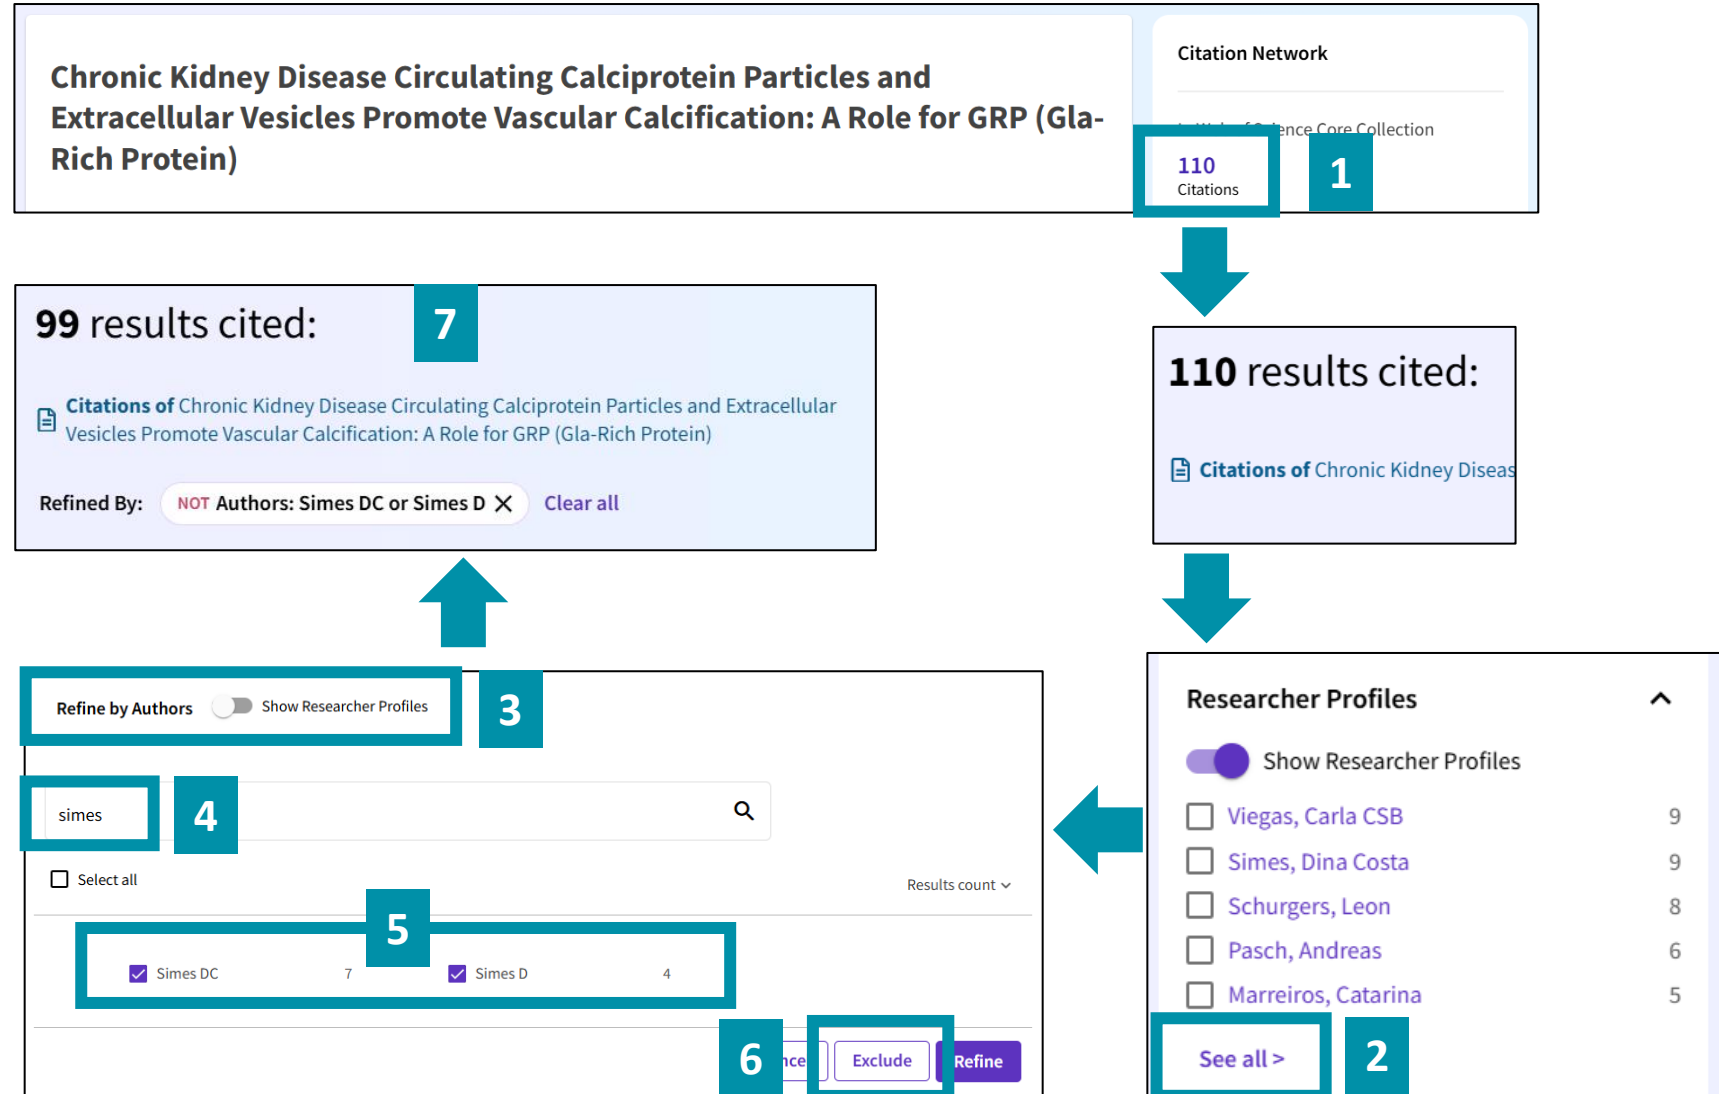 Chronic Kidney Disease Circulating Calciprotein Particles and
Extracellular Vesicles Promote Vascular Calcification: A Role for GRP (Gla-
Rich Protein)
Citation Network
Core Collection
110
Citations
1
110 results cited:
Citations of Chronic Kidney Diseas
Researcher Profiles
Show Researcher Profiles
Viegas, Carla CSB 9
Simes, Dina Costa 9
Schurgers, Leon 8
Pasch, Andreas 6
Marreiros, Catarina 5
See all >
2
Refine by Authors Show Researcher Profiles
3
simes
4
Select all
Results count
5
Simes DC 7 Simes D 4
6
Exclude
Refine
99 results cited:
7
Citations of Chronic Kidney Disease Circulating Calciprotein Particles and Extracellular
Vesicles Promote Vascular Calcification: A Role for GRP (Gla-Rich Protein)
Refined By: NOT Authors: Simes DC or Simes D Clear all